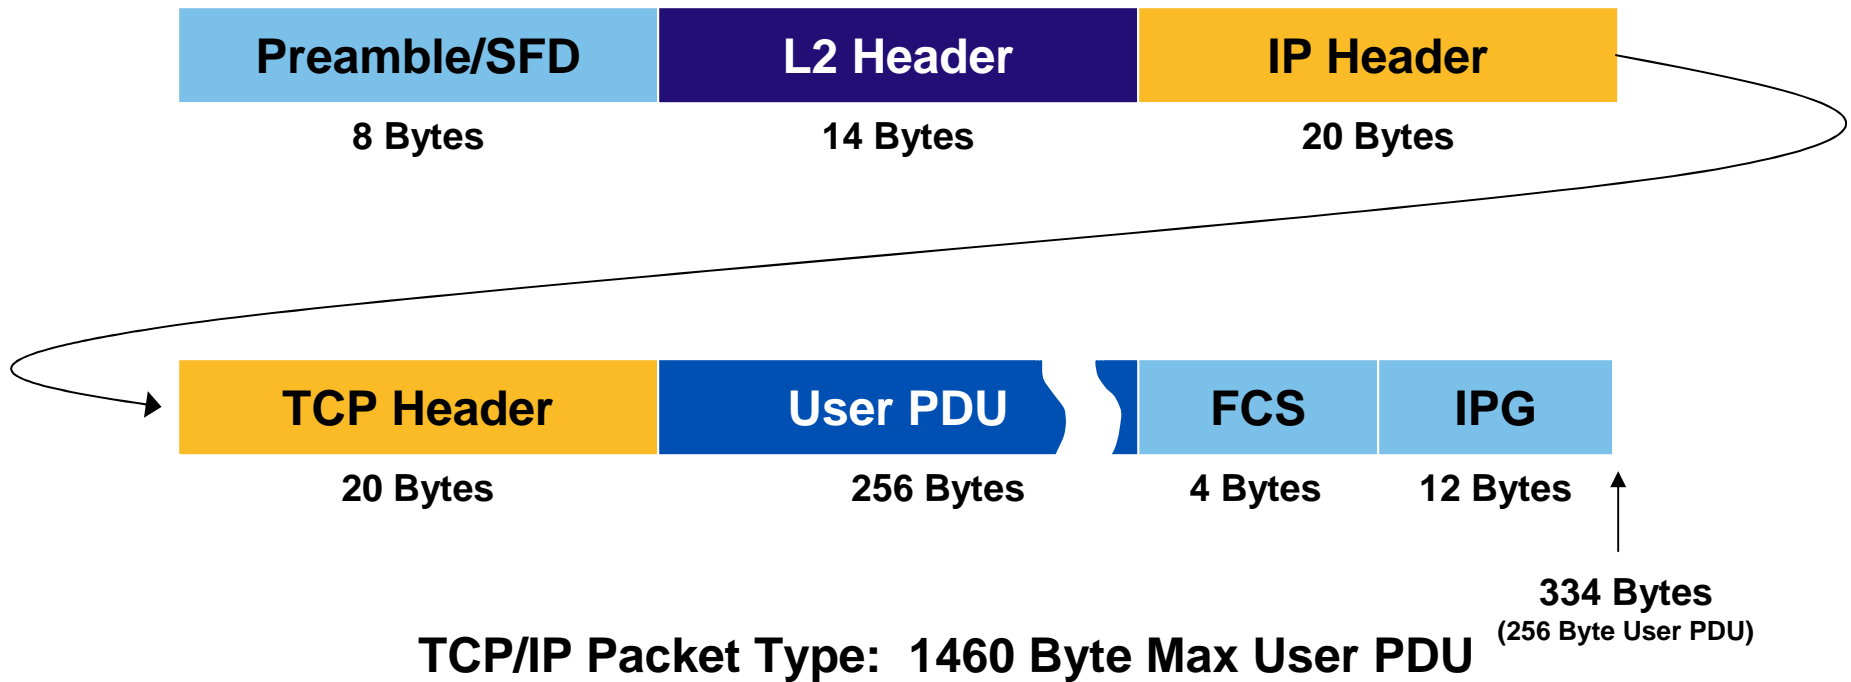 Preamble/SFD
L2 Header
IP Header
8 Bytes
14 Bytes
20 Bytes
TCP Header
User PDU
FCS
IPG
20 Bytes
256 Bytes
4 Bytes
12 Bytes
334 Bytes
(256 Byte User PDU)
TCP/IP Packet Type: 1460 Byte Max User PDU